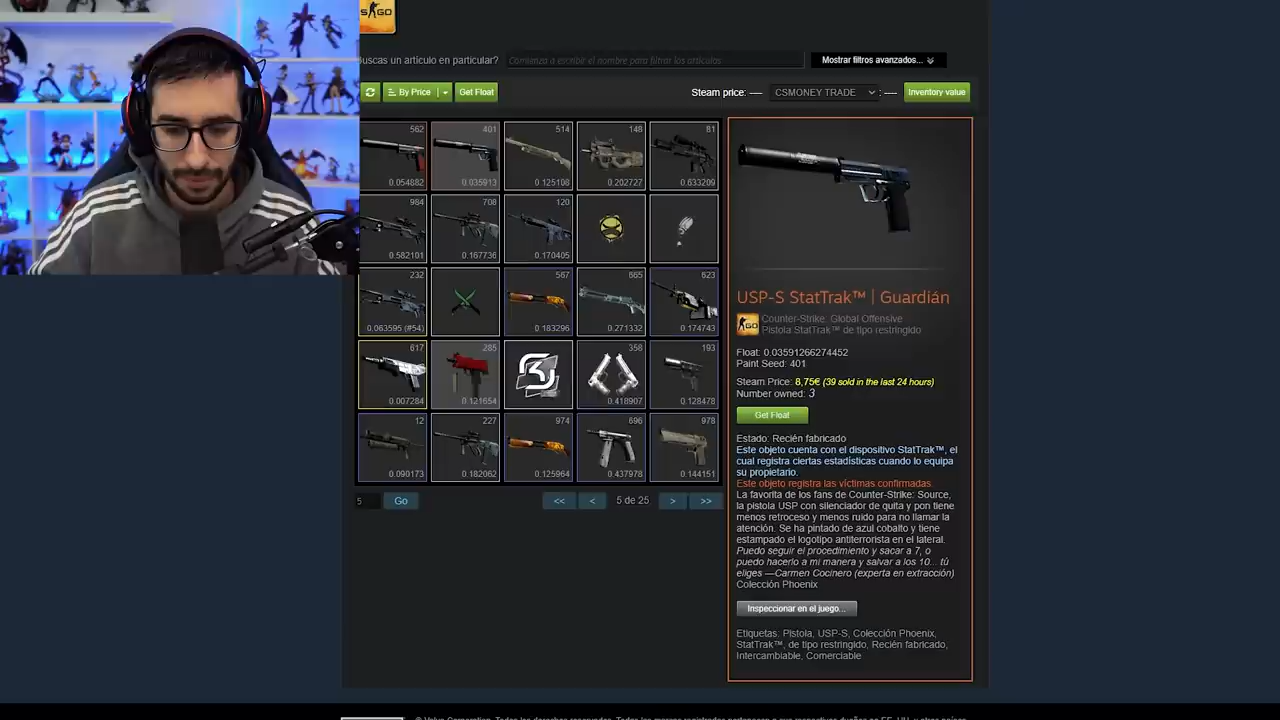 S GO
Buscas un artículo en particular?
Comienza a escribir el nombre para filtrar los artículos
Mostrar filtros avanzados...
By Price
Get Float
Steam price: —
CSMONEY TRADE
: —
Inventory value
562 401 514 148 81
0.054882 0.035913 0.125108 0.202727 0.633209
984 708 120
0.582101 0.167736 0.170405
232 567 665 623
0.063595 (#54) 0.183296 0.271332 0.174743
617 285 358 193
0.007284 0.121654 0.418907 0.128478
12 227 974 696 978
0.090173 0.182062 0.125964 0.437978 0.144151
5
Go
<<
<
5 de 25
>
>>
USP-S StatTrak™ | Guardián
Counter-Strike: Global Offensive
Pistola StatTrak™ de tipo restringido
Float: 0.03591266274452
Paint Seed: 401
Steam Price: 8,75€ (39 sold in the last 24 hours)
Number owned: 3
Get Float
Estado: Recién fabricado
Este objeto cuenta con el dispositivo StatTrak™, el
cual registra ciertas estadísticas cuando lo equipa
su propietario.
Este objeto registra las víctimas confirmadas.
La favorita de los fans de Counter-Strike: Source,
la pistola USP con silenciador de quita y pon tiene
menos retroceso y menos ruido para no llamar la
atención. Se ha pintado de azul cobalto y tiene
estampado el logotipo antiterrorista en el lateral.
Puedo seguir el procedimiento y sacar a 7, o
puedo hacerlo a mi manera y salvar a los 10... tú
eliges —Carmen Cocinero (experta en extracción)
Colección Phoenix
Inspeccionar en el juego...
Etiquetas: Pistola, USP-S, Colección Phoenix,
StatTrak™, de tipo restringido, Recién fabricado,
Intercambiable, Comerciable